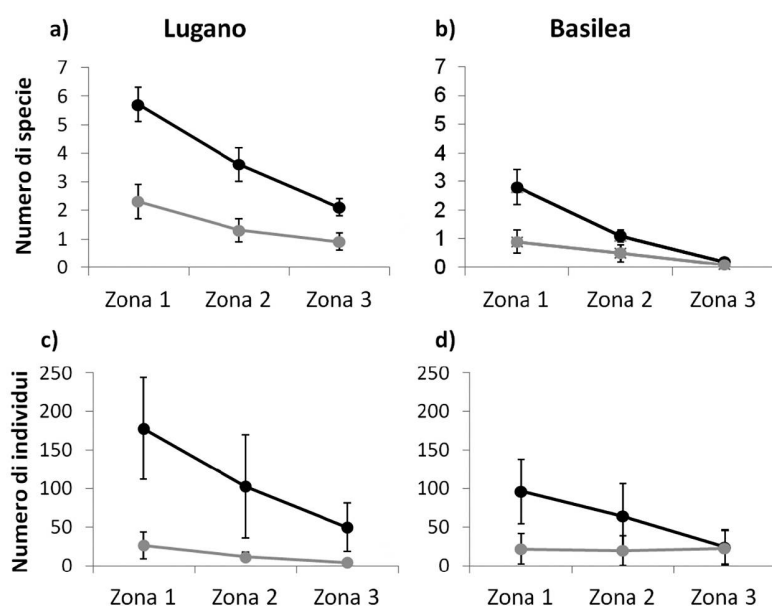 a) Lugano
b) Basilea
Numero di specie
7
6
5
4
3
2
1
0
Zona 1 Zona 2 Zona 3
7
6
5
4
3
2
1
0
Zona 1 Zona 2 Zona 3
c)
Numero di individui
250
200
150
100
50
0
Zona 1 Zona 2 Zona 3
d)
250
200
150
100
50
0
Zona 1 Zona 2 Zona 3